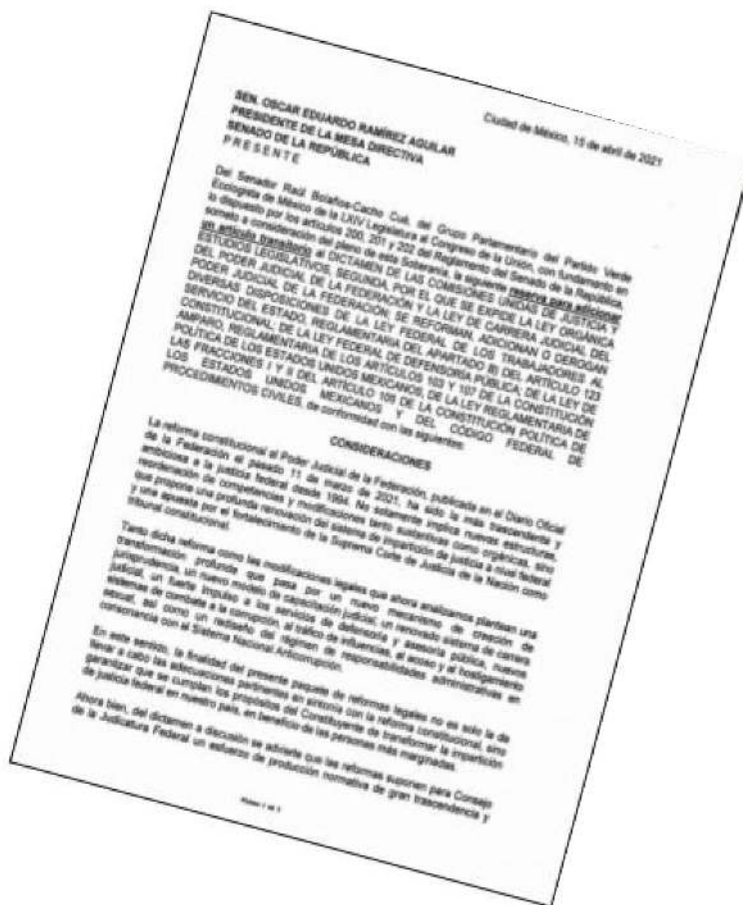 Ciudad de México, 15 de abril de 2021
SEN. OSCAR EDUARDO RAMÍREZ AGUILAR
PRESIDENTE DE LA MESA DIRECTIVA
SENADO DE LA REPÚBLICA
P R E S E N T E
Del Senador Raúl Bolaños-Cacho Cué, del Grupo Parlamentario del Partido Verde
Ecologista de México de la LXIV Legislatura al Congreso de la Unión, con fundamento en
lo dispuesto por los artículos 200, 201 y 202 del Reglamento del Senado de la República,
someto a consideración del pleno de esta Soberanía, la siguiente reserva para adicionar
un artículo transitorio al DICTAMEN DE LAS COMISIONES UNIDAS DE JUSTICIA Y
ESTUDIOS LEGISLATIVOS, SEGUNDA, POR EL QUE SE EXPIDE LA LEY ORGÁNICA
DEL PODER JUDICIAL DE LA FEDERACIÓN Y LA LEY DE CARRERA JUDICIAL DEL
PODER JUDICIAL DE LA FEDERACIÓN; SE REFORMAN, ADICIONAN O DEROGAN
DIVERSAS DISPOSICIONES DE LA LEY FEDERAL DE LOS TRABAJADORES AL
SERVICIO DEL ESTADO, REGLAMENTARIA DEL APARTADO B) DEL ARTÍCULO 123
CONSTITUCIONAL; DE LA LEY FEDERAL DE DEFENSORÍA PÚBLICA; DE LA LEY DE
AMPARO, REGLAMENTARIA DE LOS ARTÍCULOS 103 Y 107 DE LA CONSTITUCIÓN
POLÍTICA DE LOS ESTADOS UNIDOS MEXICANOS; DE LA LEY REGLAMENTARIA DE
LAS FRACCIONES I Y II DEL ARTÍCULO 105 DE LA CONSTITUCIÓN POLÍTICA DE
LOS ESTADOS UNIDOS MEXICANOS Y DEL CÓDIGO FEDERAL DE
PROCEDIMIENTOS CIVILES, de conformidad con las siguientes:
CONSIDERACIONES
La reforma constitucional al Poder Judicial de la Federación, publicada en el Diario Oficial
de la Federación el pasado 11 de marzo de 2021, ha sido la más trascendente y
ambiciosa a la justicia federal desde 1994. No solamente implica nuevas estructuras,
reordenación de competencias y modificaciones tanto sustantivas como orgánicas, sino
que propone una profunda renovación del sistema de impartición de justicia a nivel federal
y una apuesta por el fortalecimiento de la Suprema Corte de Justicia de la Nación como
tribunal constitucional.
Tanto dicha reforma como las modificaciones legales que ahora analizamos plantean una
transformación profunda que pasa por un nuevo mecanismo de creación de
jurisprudencia, un nuevo modelo de capacitación judicial, un renovado sistema de carrera
judicial, un fuerte impulso a los servicios de defensoría y asesoría pública, nuevos
sistemas de combate a la corrupción, al tráfico de influencias, el acoso y el hostigamiento
sexual, así como un rediseño del régimen de responsabilidades administrativas en
consonancia con el Sistema Nacional Anticorrupción.
En este sentido, la finalidad del presente paquete de reformas legales no es solo la de
llevar a cabo las adecuaciones pertinentes en sintonía con la reforma constitucional, sino
garantizar que se cumplan los propósitos del Constituyente de transformar la impartición
de justicia federal en nuestro país, en beneficio de las personas más marginadas.
Ahora bien, del dictamen a discusión se advierte que las reformas suponen para Consejo
de la Judicatura Federal un esfuerzo de producción normativa de gran trascendencia y